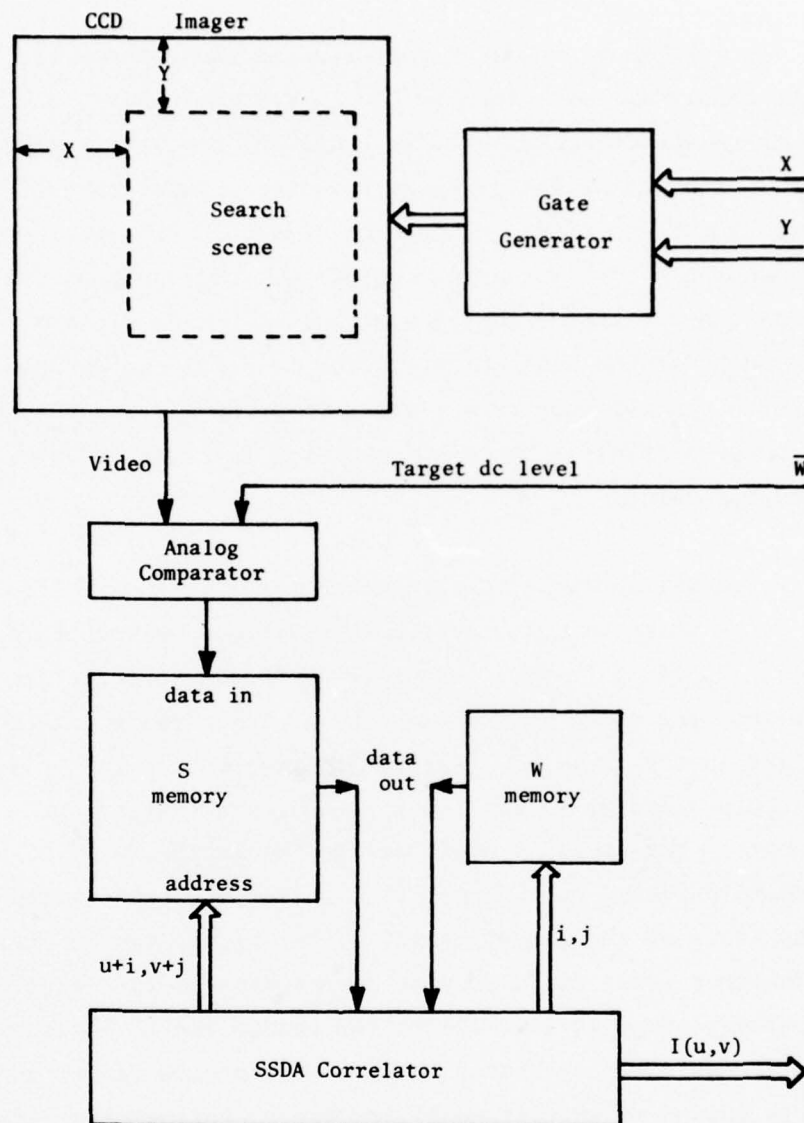 CCD Imager
Y
X
Search
scene
Gate
Generator
X
Y
Video
Target dc level
W̅
Analog
Comparator
data in
S
memory
address
data
out
W
memory
u+i,v+j
i,j
SSDA Correlator
I(u,v)